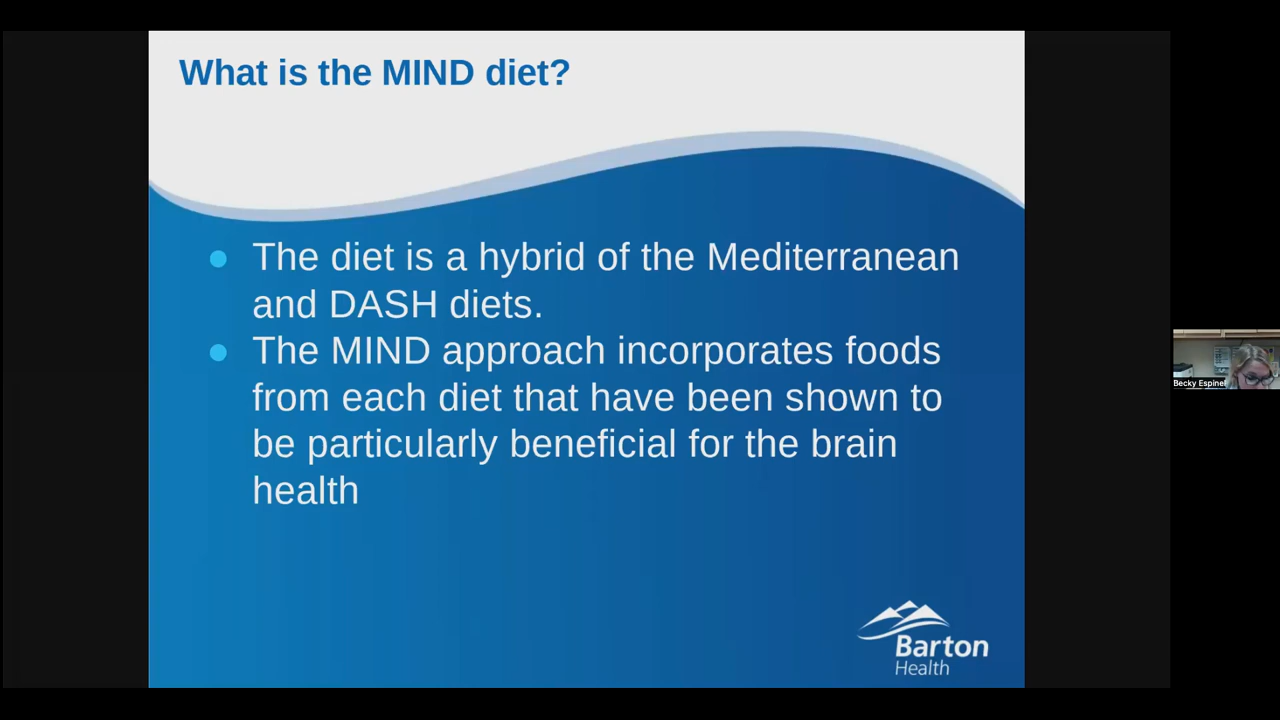 What is the MIND diet?
The diet is a hybrid of the Mediterranean
and DASH diets.
The MIND approach incorporates foods
from each diet that have been shown to
be particularly beneficial for the brain
health
Becky Espinel
Barton
Health